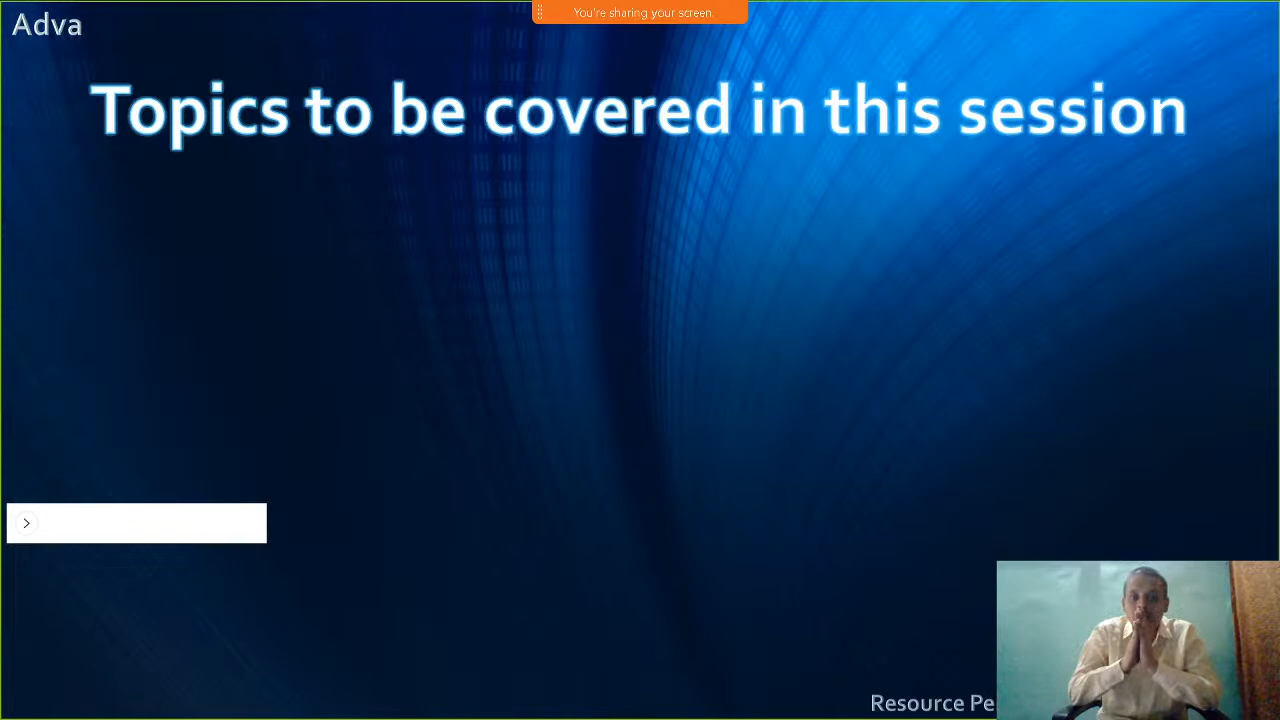 You're sharing your screen.
Adva
Topics to be covered in this session
Resource Pe